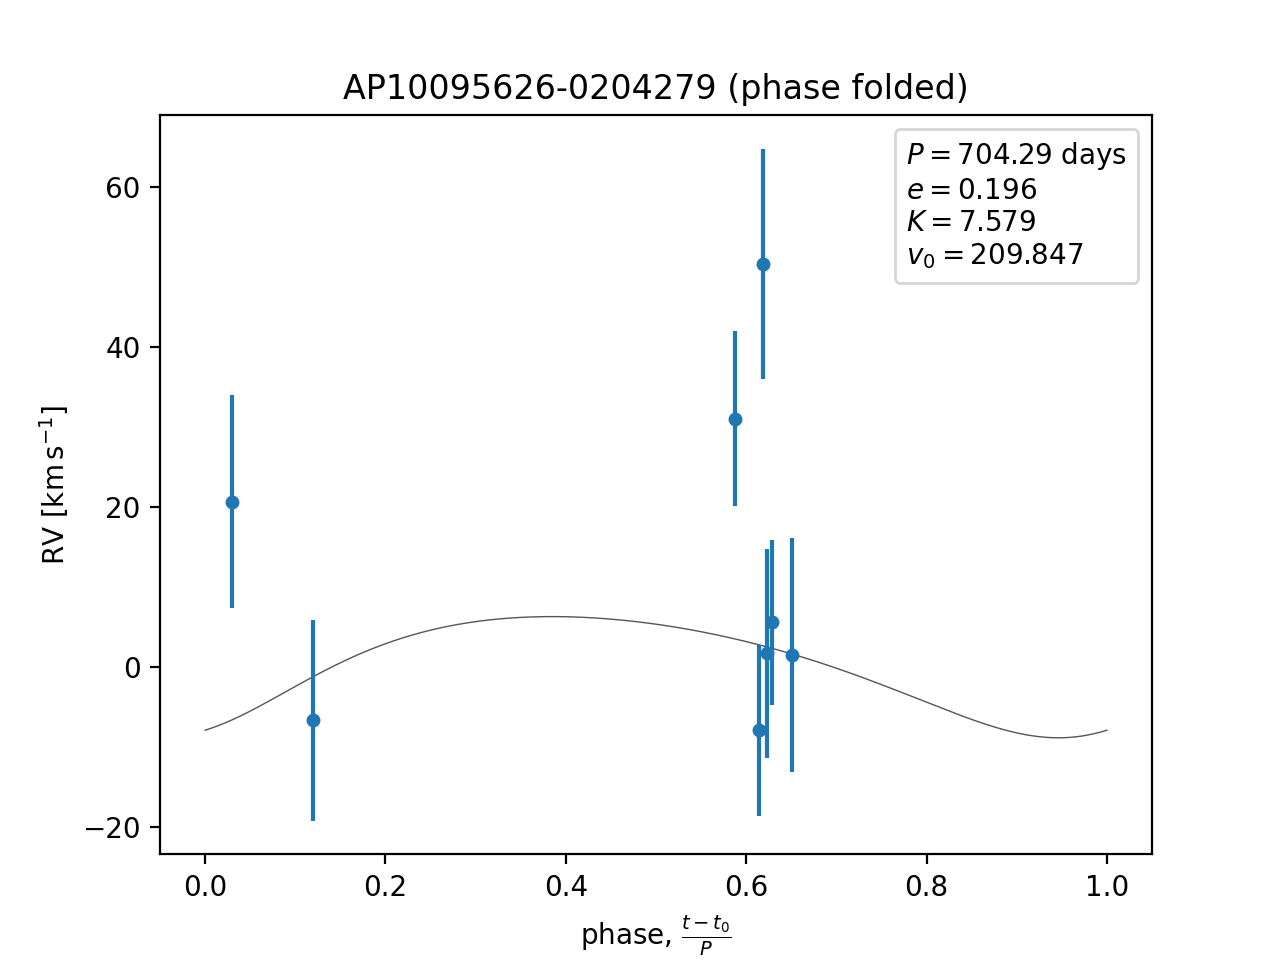 AP10095626-0204279 (phase folded)
P = 704.29 days
e = 0.196
K = 7.579
v₀ = 209.847
60
40
20
0
−20
RV [km s⁻¹]
0.0 0.2 0.4 0.6 0.8 1.0
phase, (t − t₀)/P